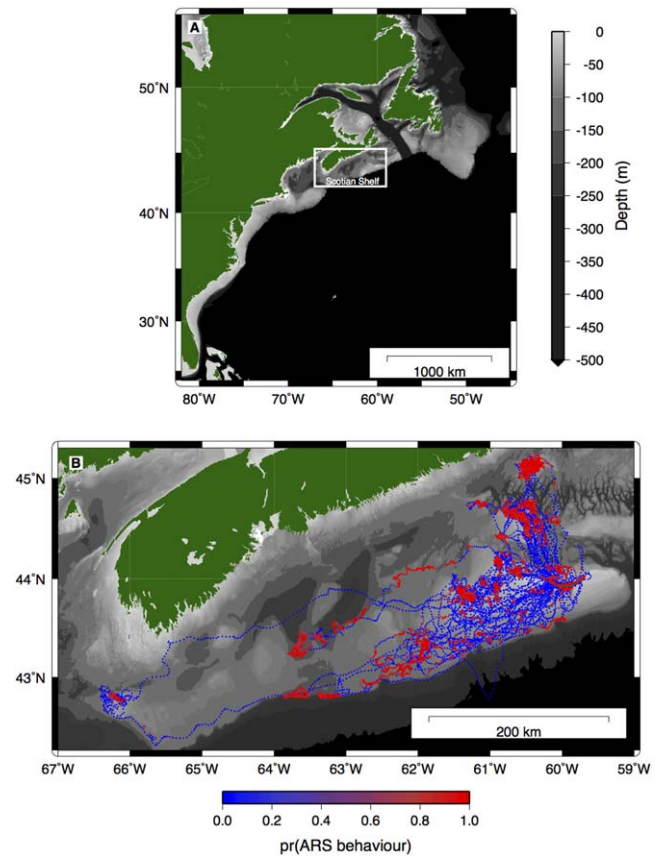 A
50°N
40°N
30°N
80°W 70°W 60°W 50°W
Scotian Shelf
1000 km
0
-50
-100
-150
-200
-250
-300
-350
-400
-450
-500
Depth (m)
B
45°N
44°N
43°N
200 km
67°W 66°W 65°W 64°W 63°W 62°W 61°W 60°W 59°W
0.0 0.2 0.4 0.6 0.8 1.0
pr(ARS behaviour)